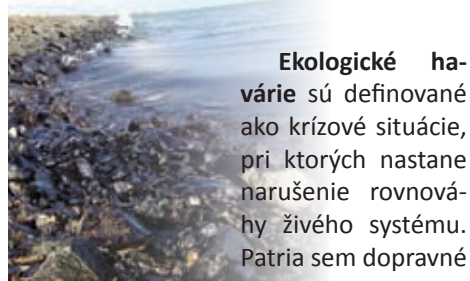 Ekologické ha-
várie sú definované
ako krízové situácie,
pri ktorých nastane
narušenie rovnová-
hy živého systému.
Patria sem dopravné